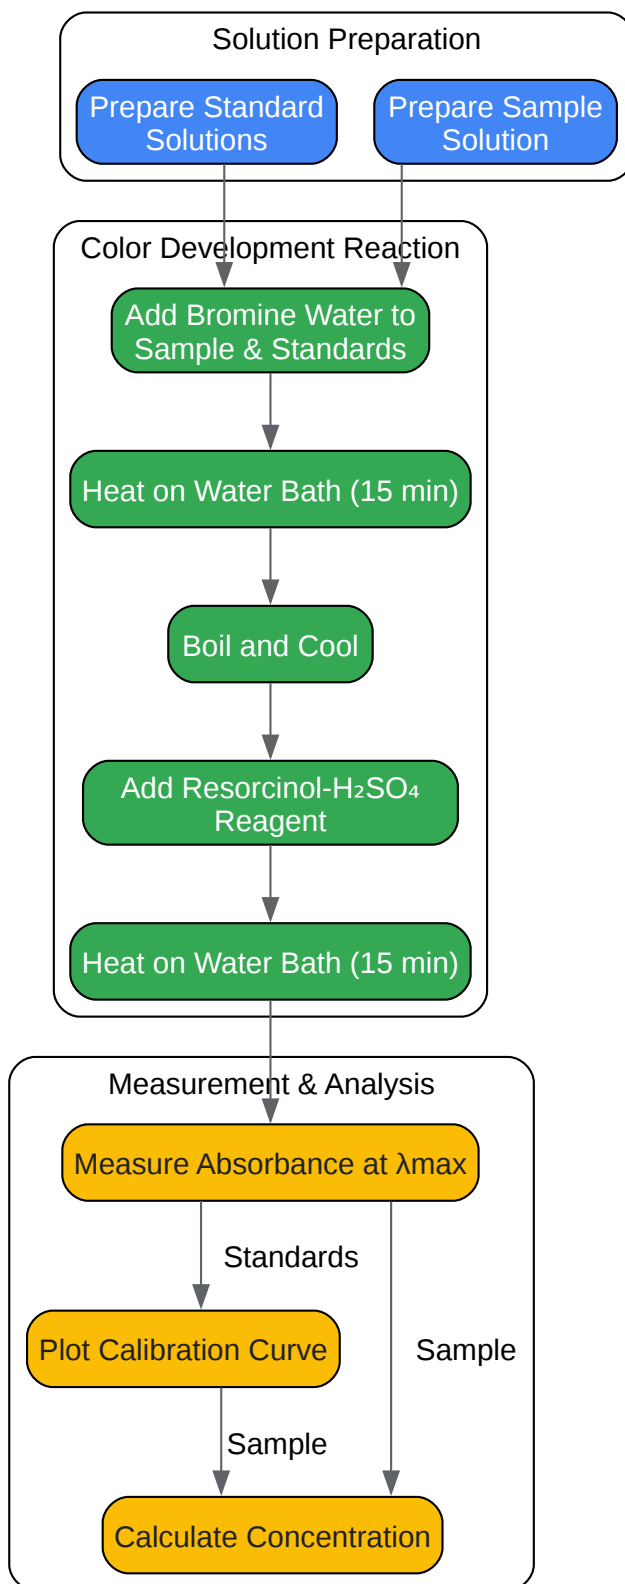 Solution Preparation
Prepare Standard
Solutions
Prepare Sample
Solution
Color Development Reaction
Add Bromine Water to
Sample & Standards
Heat on Water Bath (15 min)
Boil and Cool
Add Resorcinol-H₂SO₄
Reagent
Heat on Water Bath (15 min)
Measurement & Analysis
Measure Absorbance at λmax
Standards
Plot Calibration Curve
Sample
Sample
Calculate Concentration